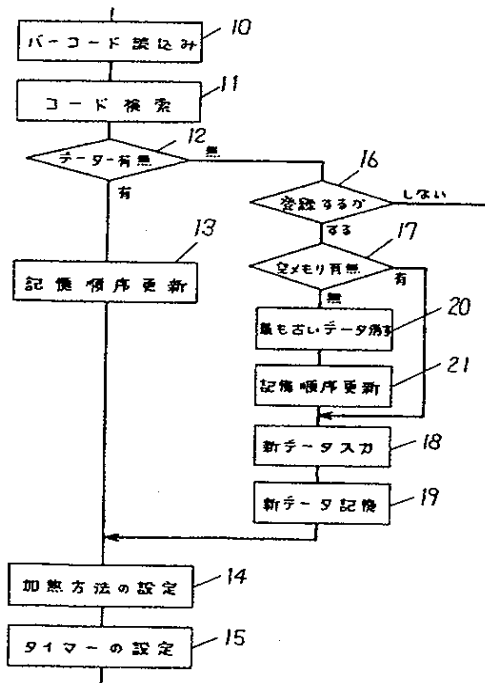 バーコード読込み
10
コード検索
11
データー有無
12
無
有
登録するか
16
しない
する
空メモリ有無
17
有
無
記憶順序更新
13
最も古いデータ消す
20
記憶順序更新
21
新データ入力
18
新データ記憶
19
加熱方法の設定
14
タイマーの設定
15